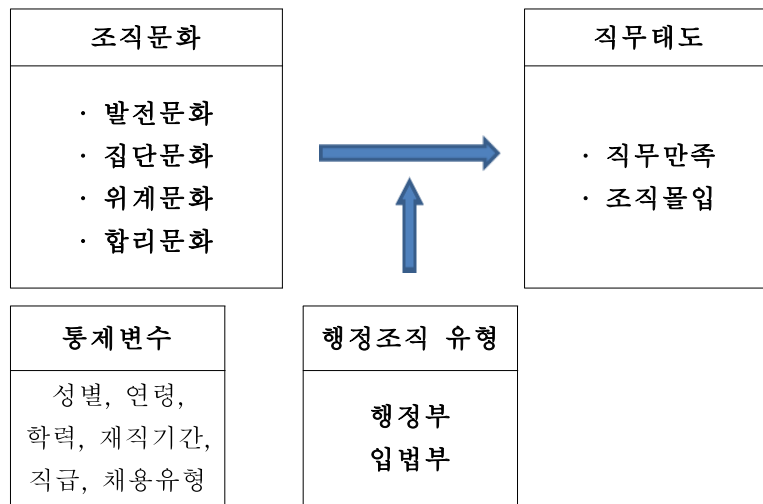 조직문화
· 발전문화
· 집단문화
· 위계문화
· 합리문화
직무태도
· 직무만족
· 조직몰입
통제변수
성별, 연령,
학력, 재직기간,
직급, 채용유형
행정조직 유형
행정부
입법부